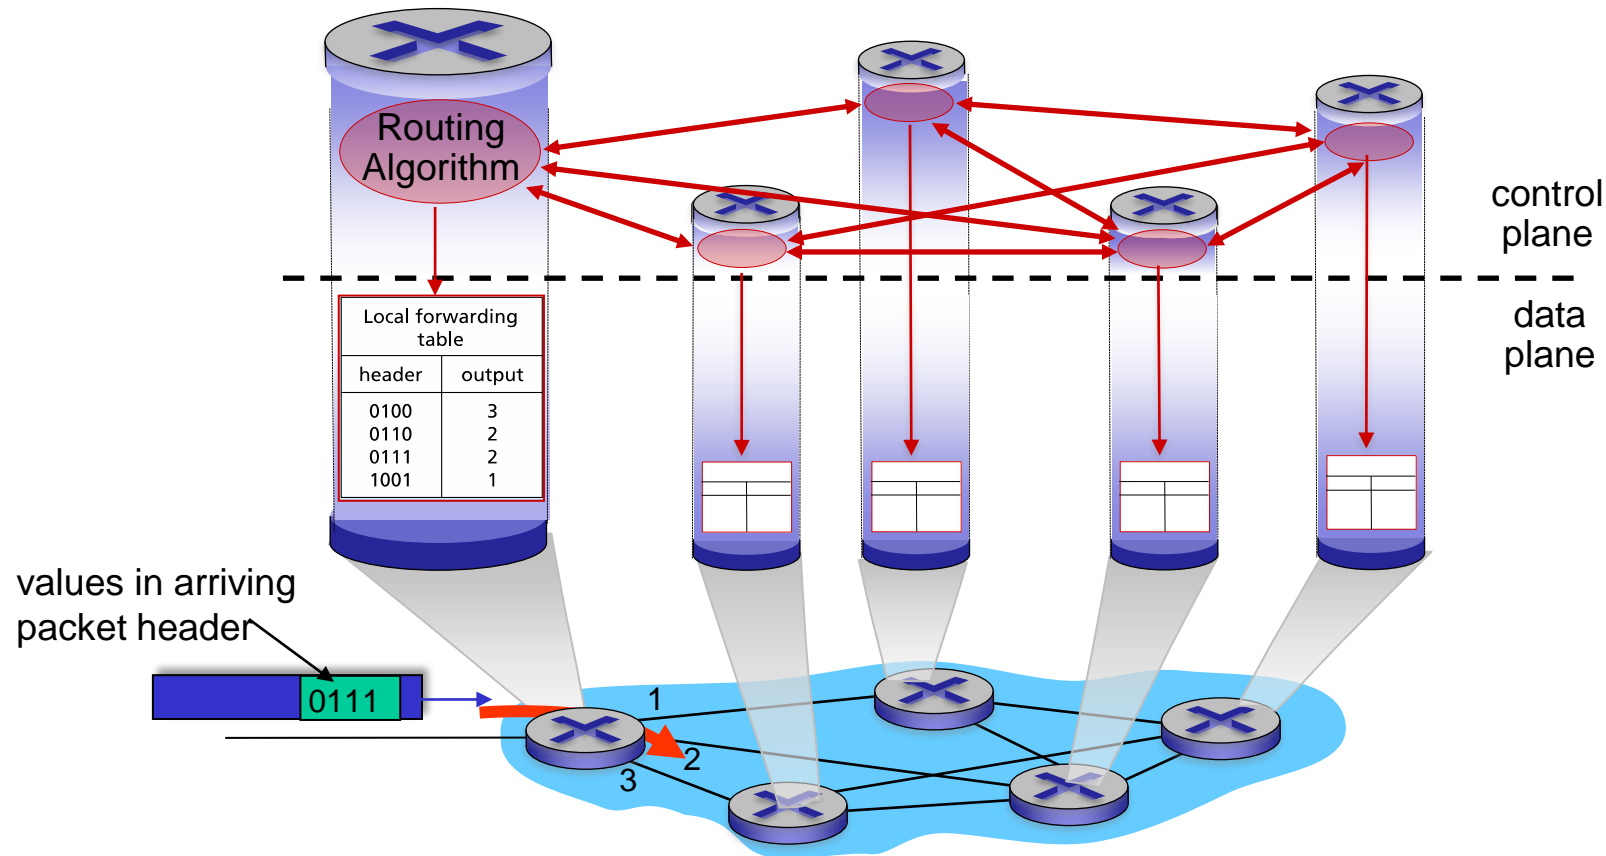 Routing
Algorithm
control
plane
data
plane
Local forwarding
table
header output
0100 3
0110 2
0111 2
1001 1
values in arriving
packet header
0111
1
2
3